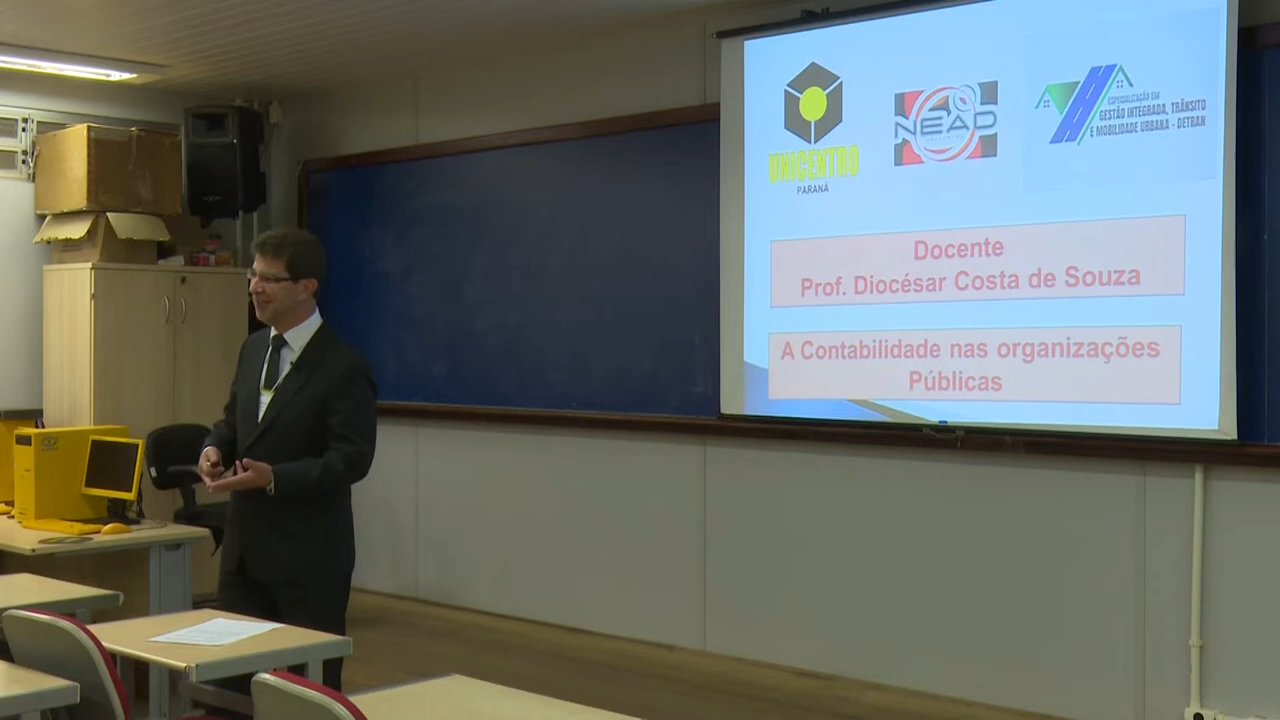 UNICENTRO
PARANÁ
NEAD
ESPECIALIZAÇÃO EM
GESTÃO INTEGRADA, TRÂNSITO
E MOBILIDADE URBANA - DETRAN
Docente
Prof. Diocésar Costa de Souza
A Contabilidade nas organizações
Públicas